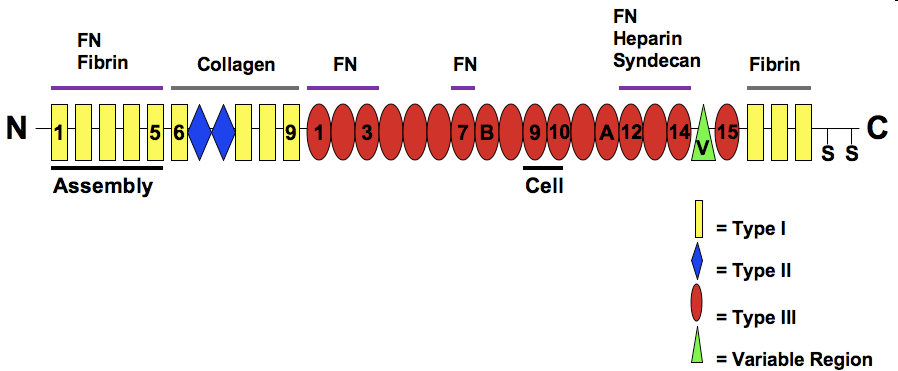 FN
Fibrin
Collagen
FN
FN
FN
Heparin
Syndecan
Fibrin
N 1 5 6 9 1 3 7 B 9 10 A 12 14 V 15 S S C
Assembly
Cell
= Type I
= Type II
= Type III
= Variable Region